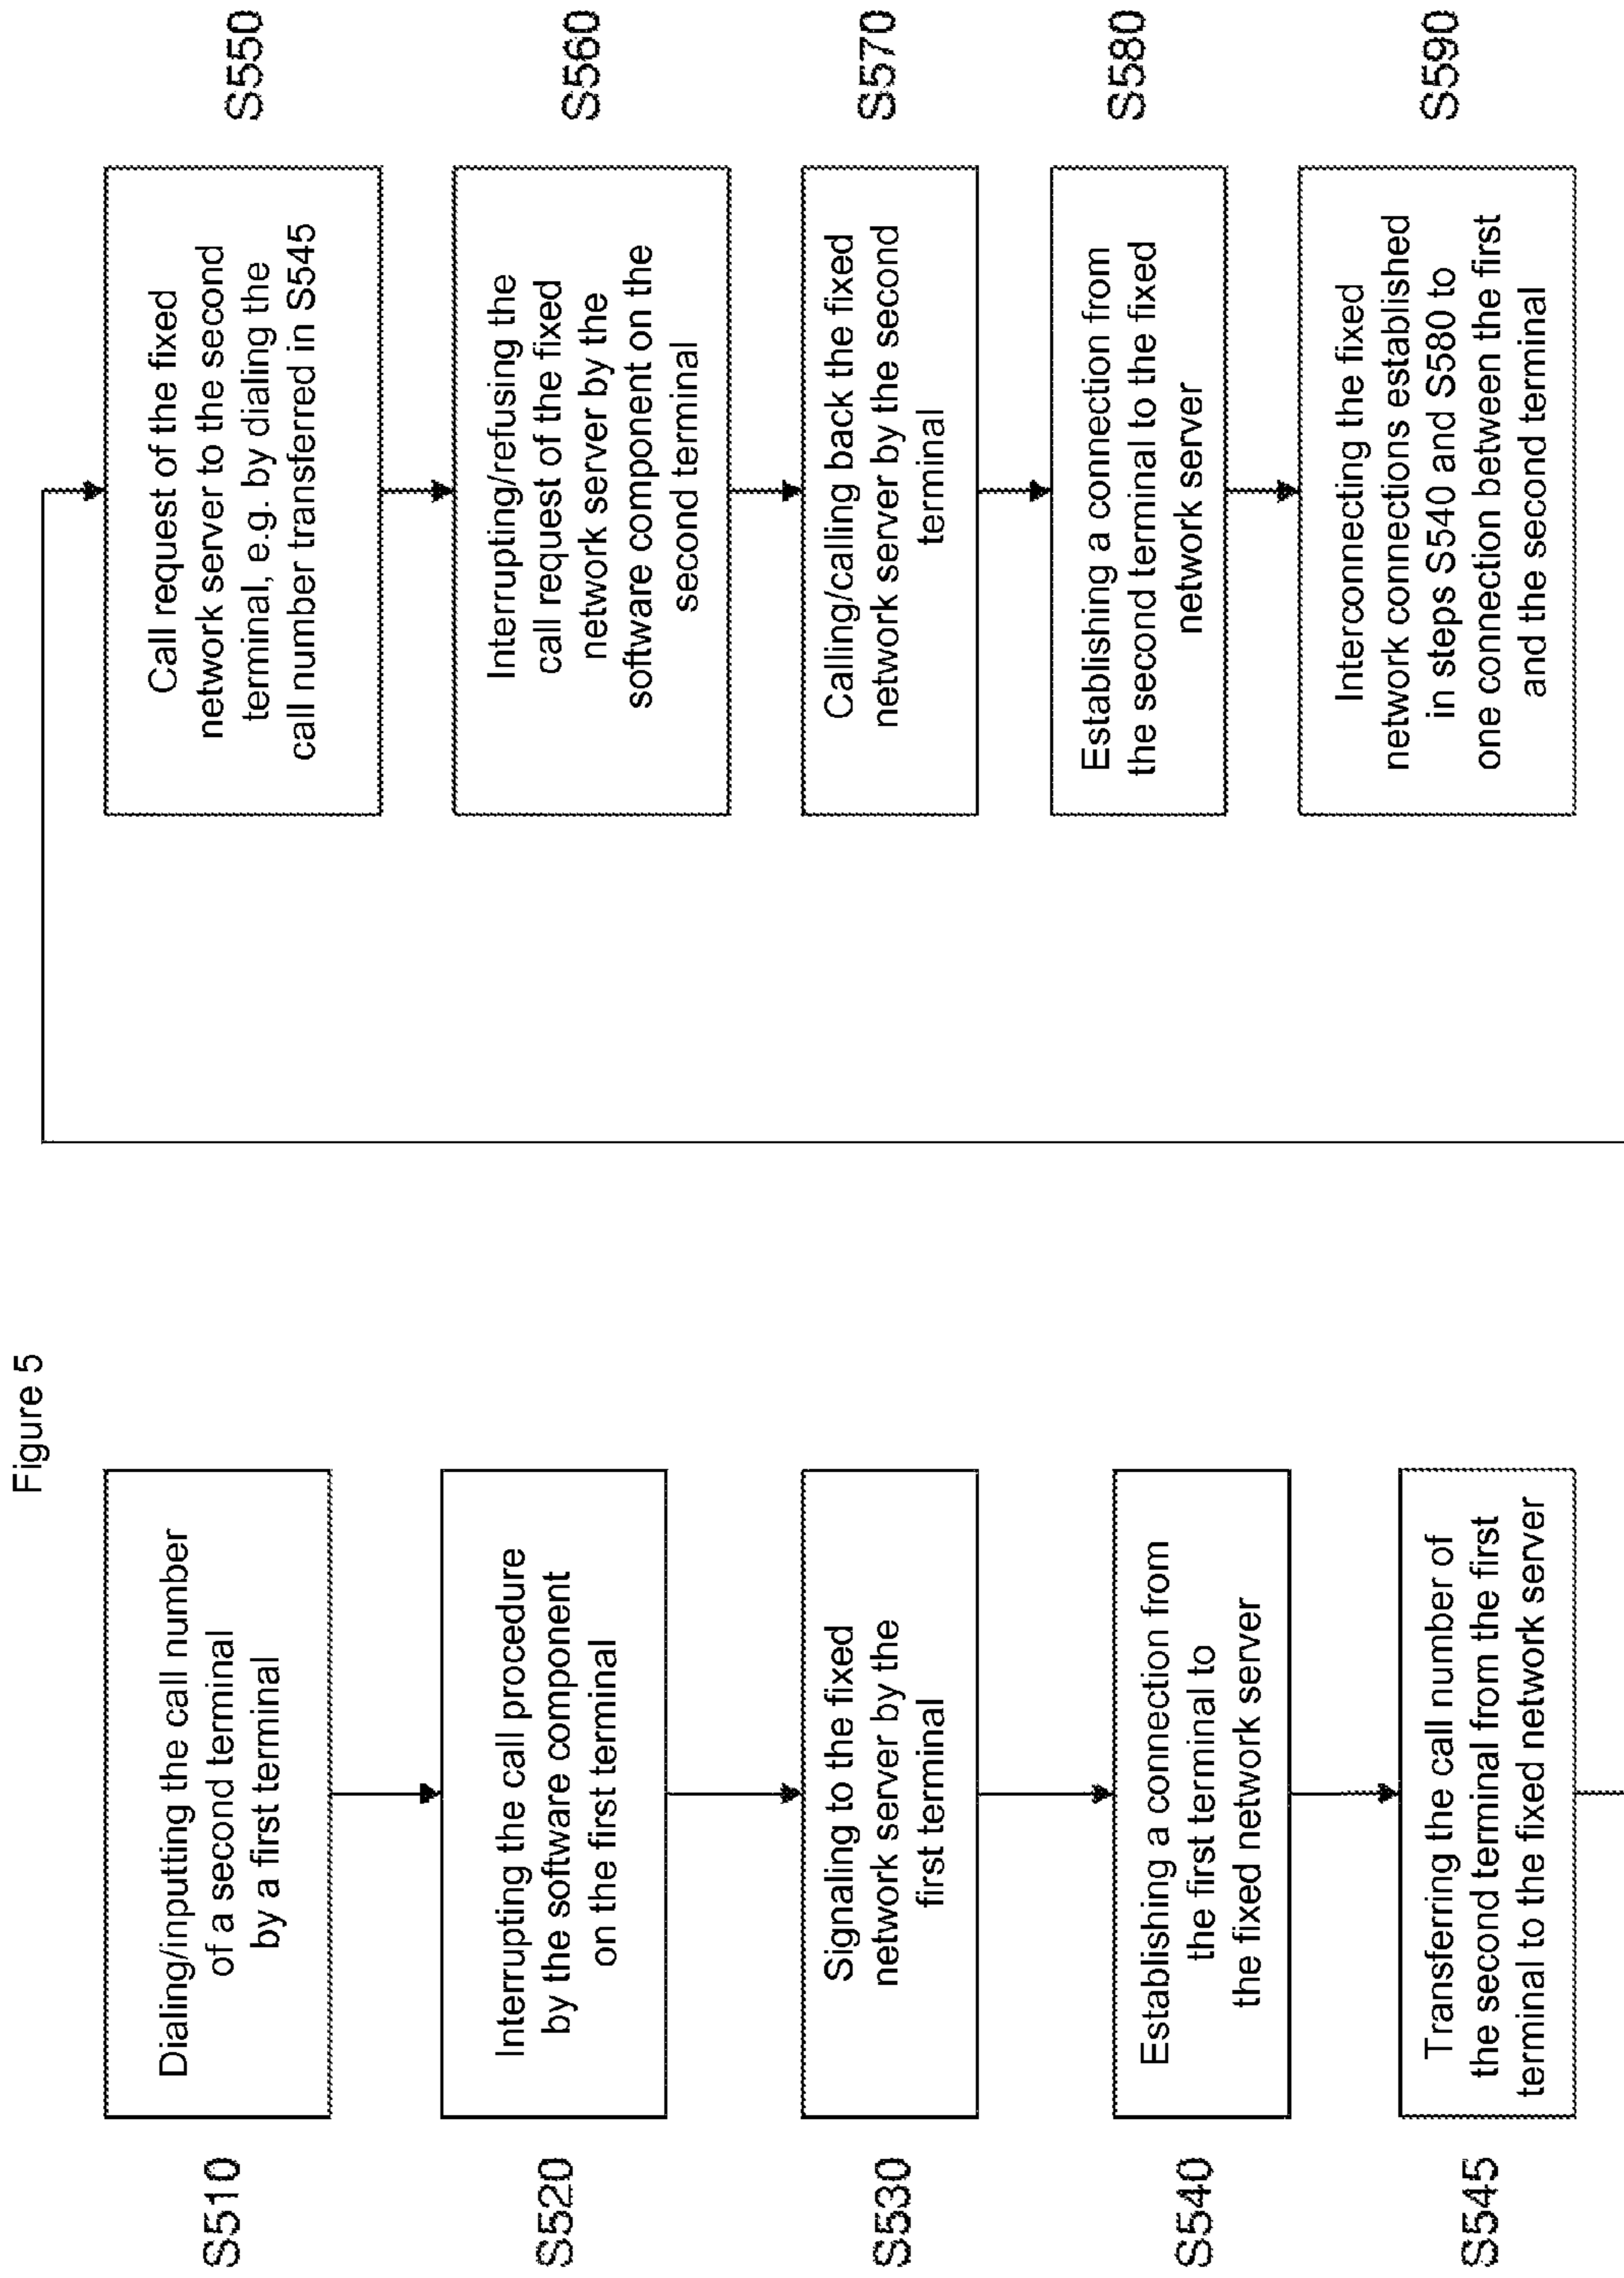 Figure 5
S510
Dialing/inputting the call number
of a second terminal
by a first terminal
S520
Interrupting the call procedure
by the software component
on the first terminal
S530
Signaling to the fixed
network server by the
first terminal
S540
Establishing a connection from
the first terminal to
the fixed network server
S545
Transferring the call number of
the second terminal from the first
terminal to the fixed network server
Call request of the fixed
network server to the second
terminal, e.g. by dialing the
call number transferred in S545
S550
Interrupting/refusing the
call request of the fixed
network server by the
software component on the
second terminal
S560
Calling/calling back the fixed
network server by the second
terminal
S570
Establishing a connection from
the second terminal to the fixed
network server
S580
Interconnecting the fixed
network connections established
in steps S540 and S580 to
one connection between the first
and the second terminal
S590